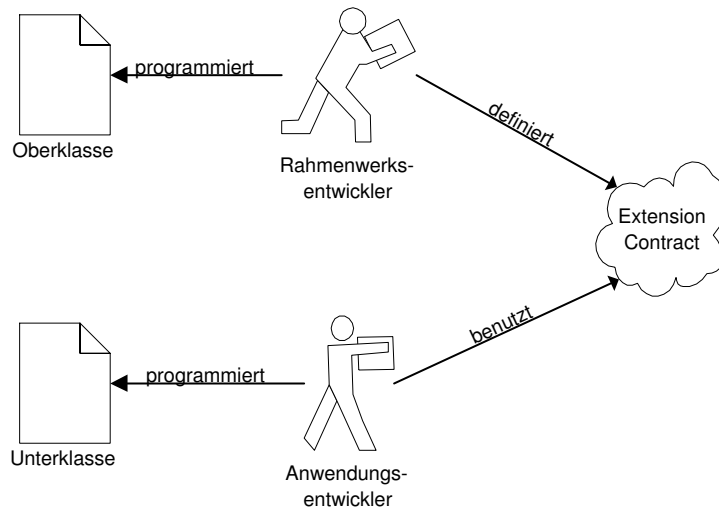 programmiert
definiert
Oberklasse
Rahmenwerks-
entwickler
Extension
Contract
benutzt
programmiert
Unterklasse
Anwendungs-
entwickler